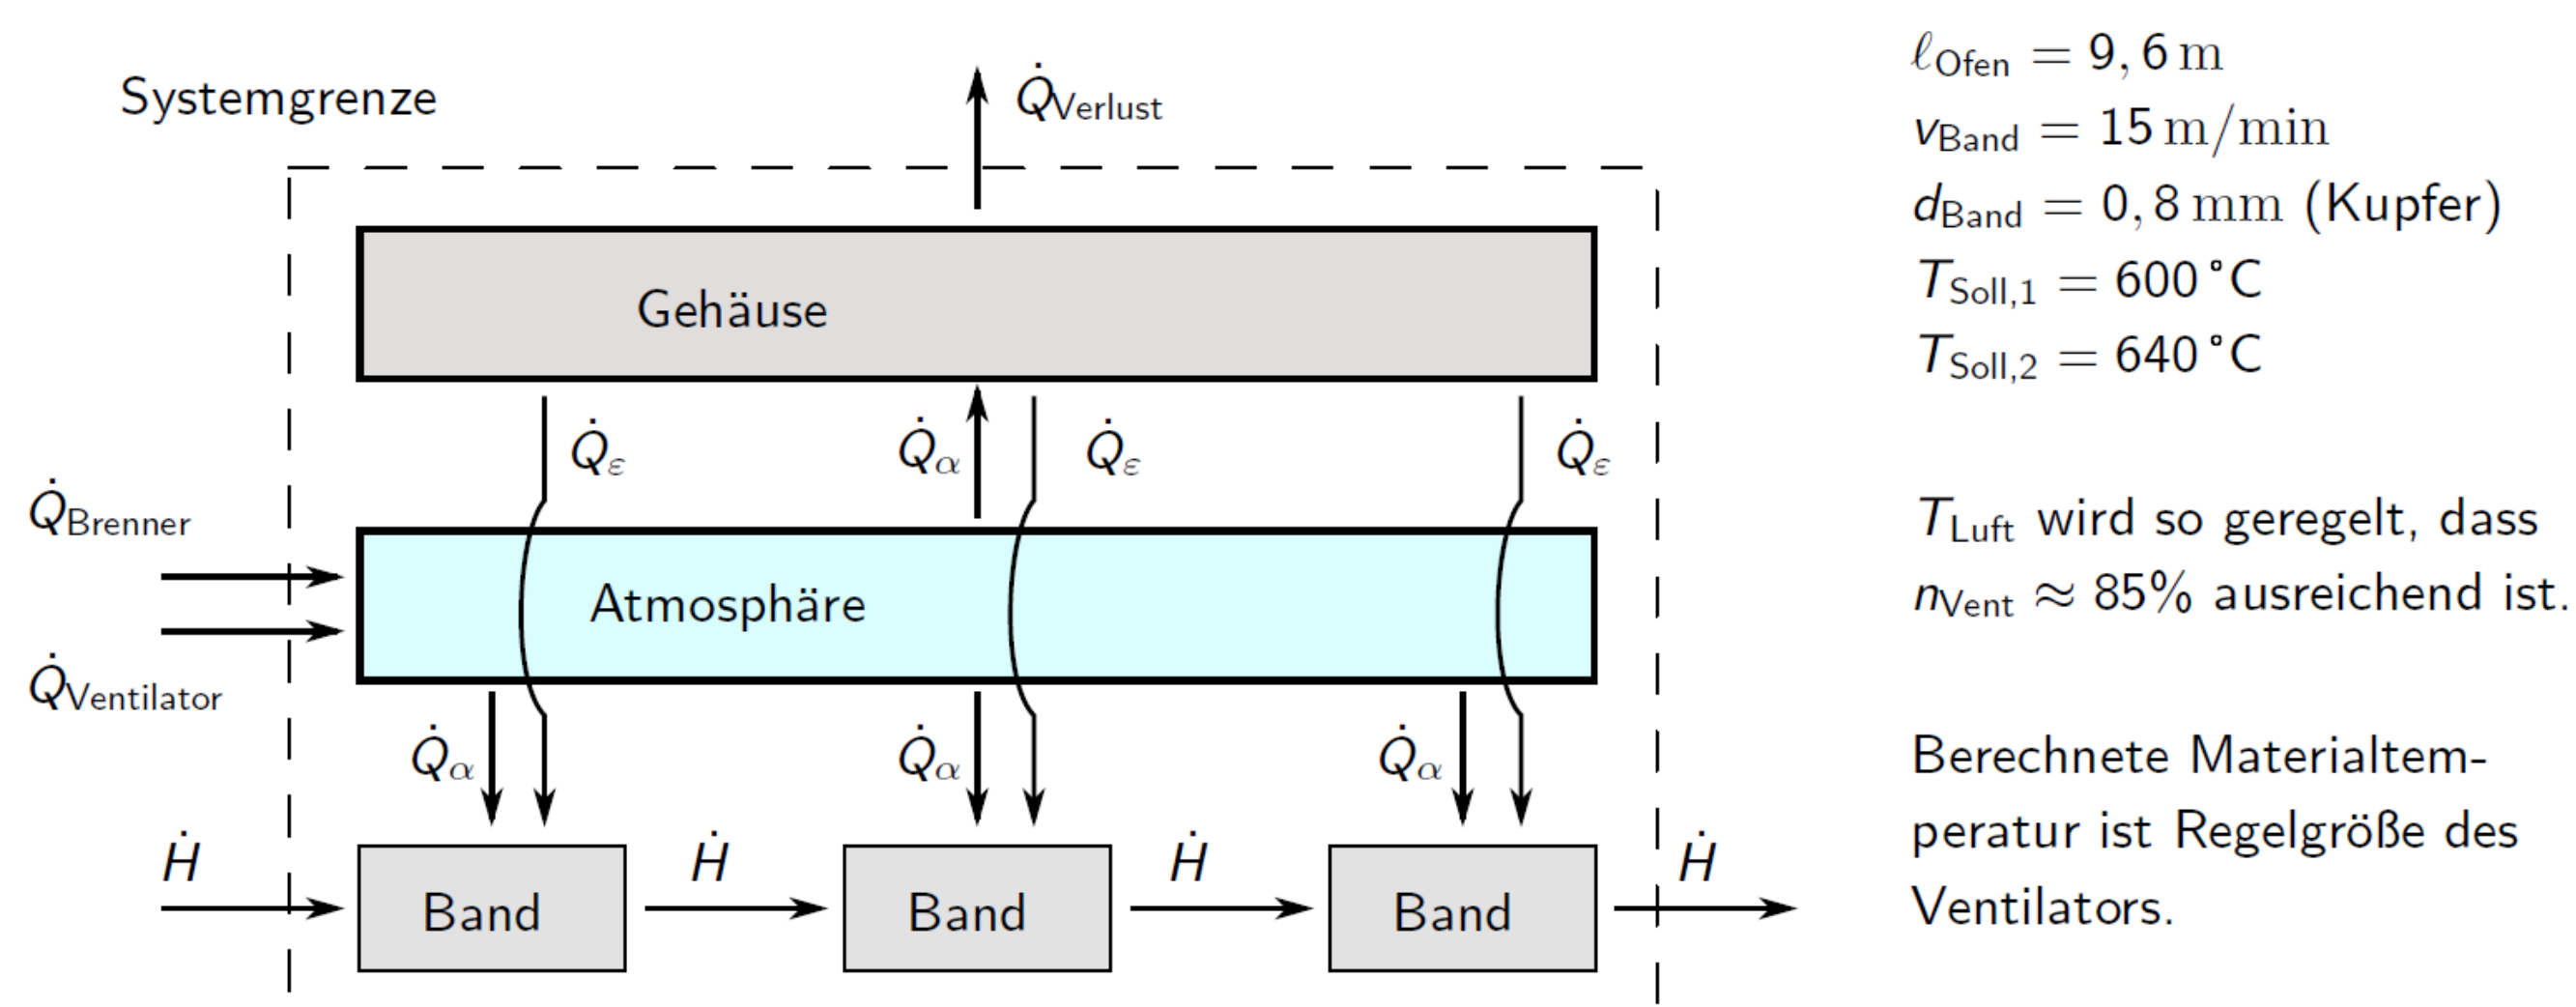 Systemgrenze
Q̇Verlust
Gehäuse
Q̇ε
Q̇α
Q̇ε
Q̇ε
Q̇Brenner
Atmosphäre
Q̇Ventilator
Q̇α
Q̇α
Q̇α
Ḣ
Ḣ
Ḣ
Ḣ
Band
Band
Band
ℓOfen = 9, 6 m
vBand = 15 m/min
dBand = 0, 8 mm (Kupfer)
TSoll,1 = 600 °C
TSoll,2 = 640 °C
TLuft wird so geregelt, dass
nVent ≈ 85% ausreichend ist.
Berechnete Materialtem-
peratur ist Regelgröße des
Ventilators.